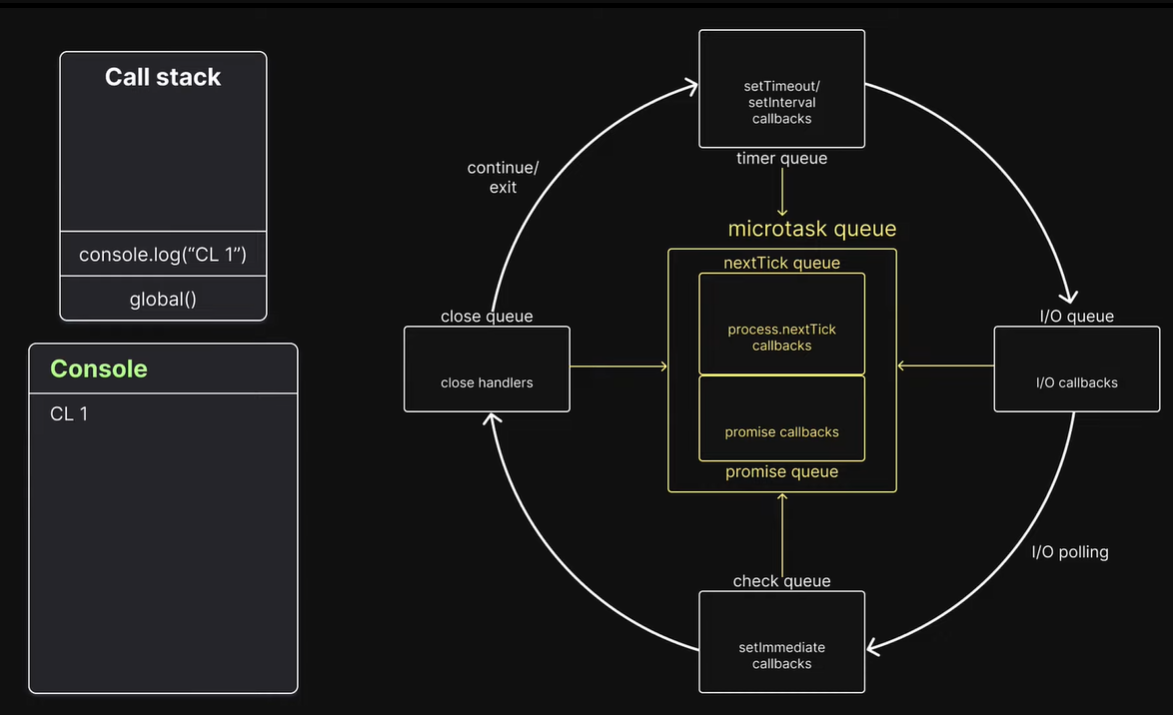 Call stack
console.log(“CL 1”)
global()
Console
CL 1
setTimeout/
setInterval
callbacks
timer queue
continue/
exit
microtask queue
nextTick queue
process.nextTick
callbacks
promise callbacks
promise queue
close queue
close handlers
I/O queue
I/O callbacks
I/O polling
check queue
setImmediate
callbacks